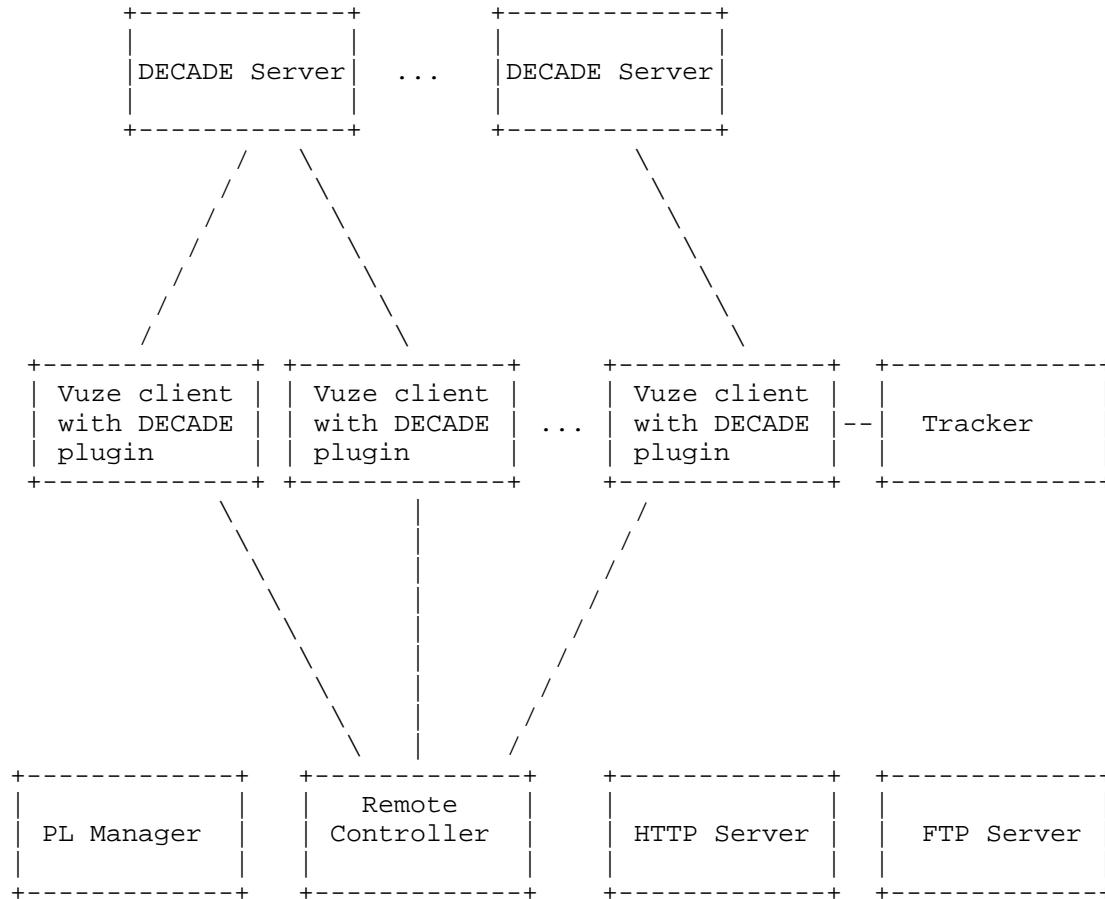 DECADE Server ... DECADE Server
Vuze client Vuze client Vuze client
with DECADE with DECADE ... with DECADE -- Tracker
plugin plugin plugin
Remote
PL Manager Controller HTTP Server FTP Server